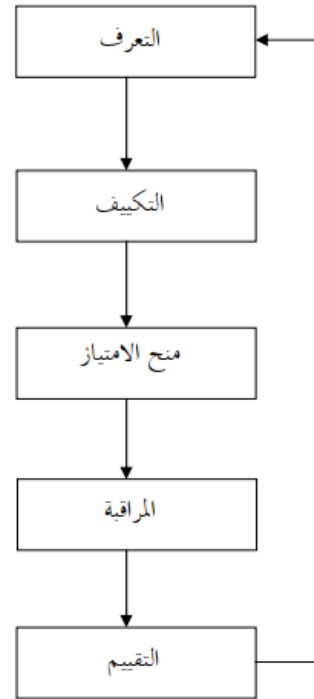 التعرف
التكييف
منح الامتياز
المراقبة
التقييم